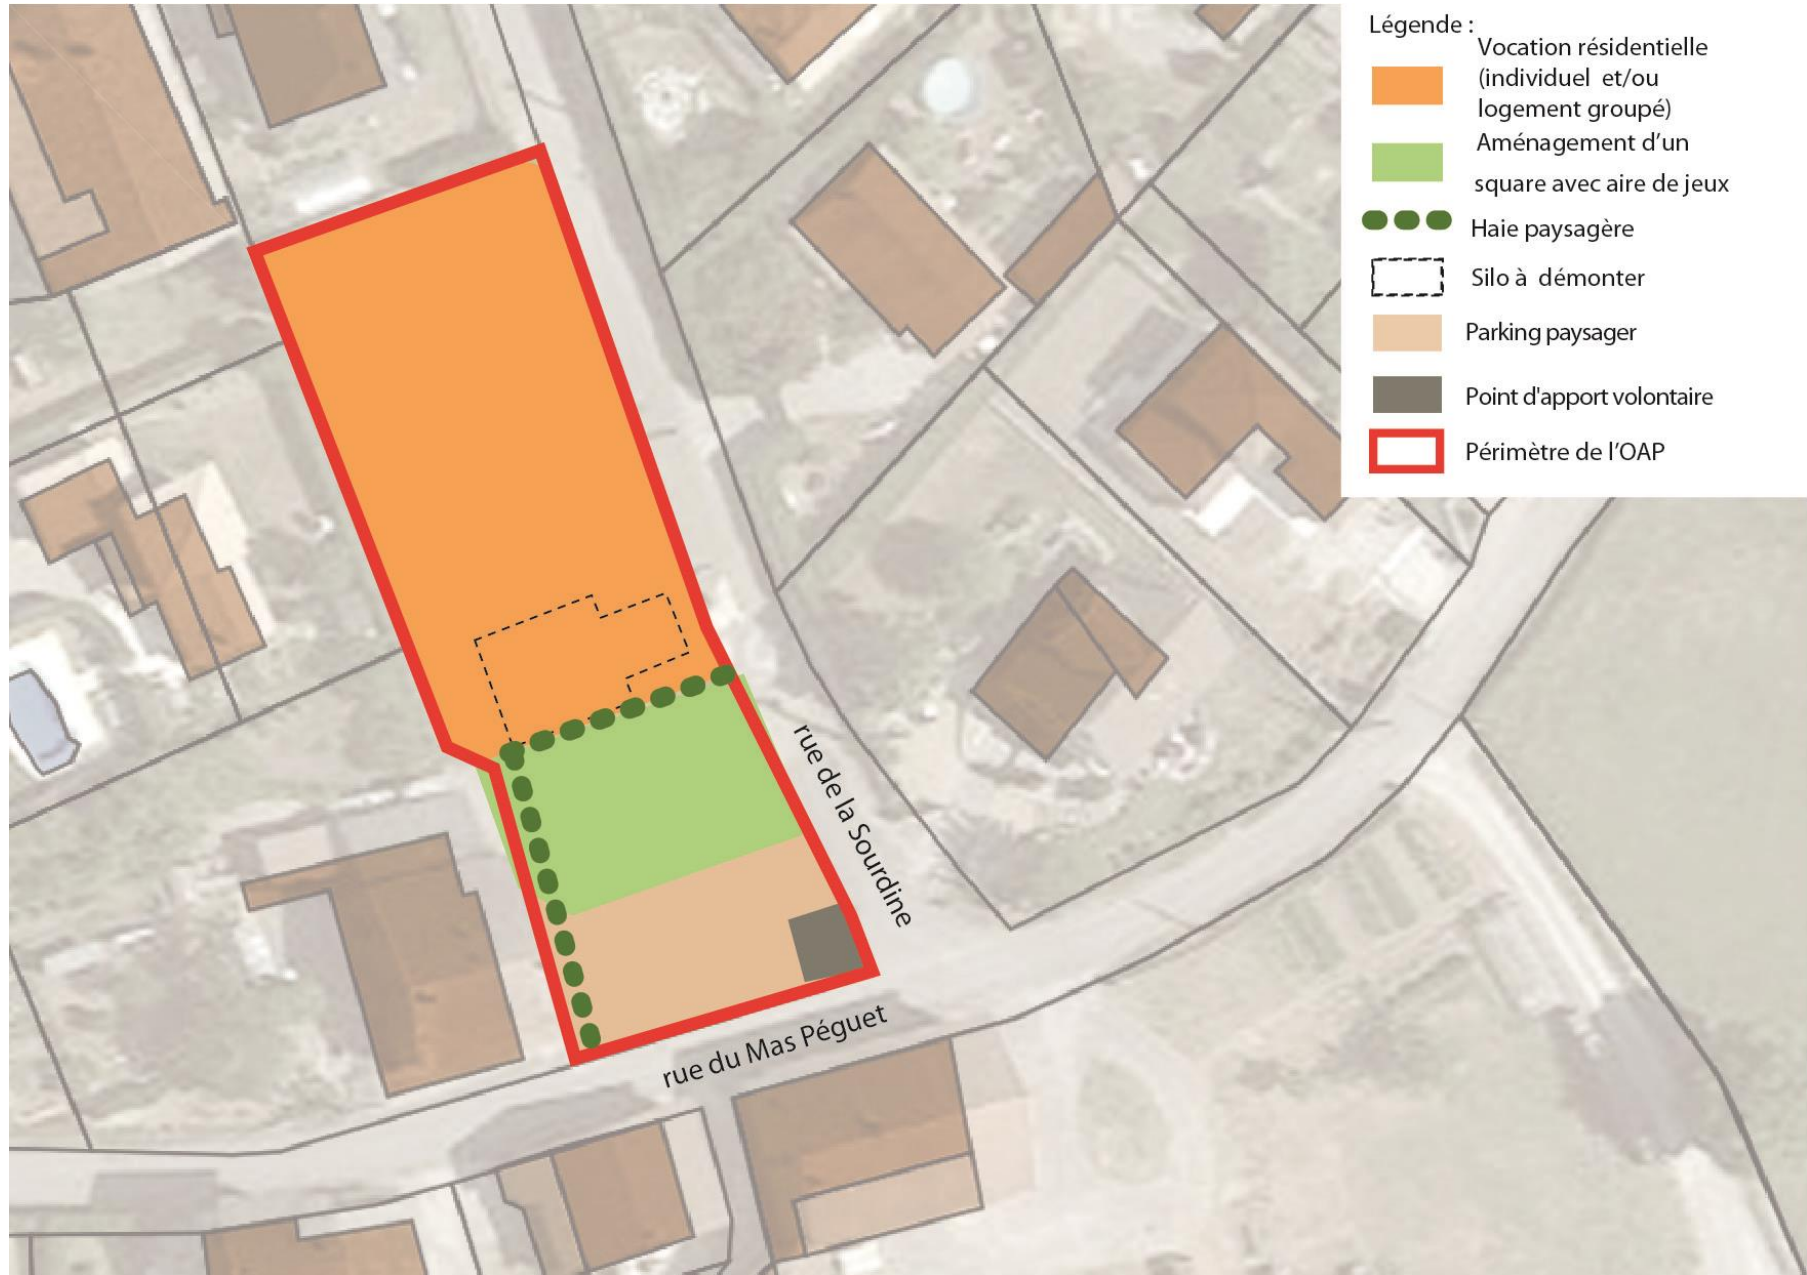 Légende :
Vocation résidentielle
(individuel et/ou
logement groupé)
Aménagement d’un
square avec aire de jeux
Haie paysagère
Silo à démonter
Parking paysager
Point d'apport volontaire
Périmètre de l’OAP
rue de la Sourdine
rue du Mas Péguet